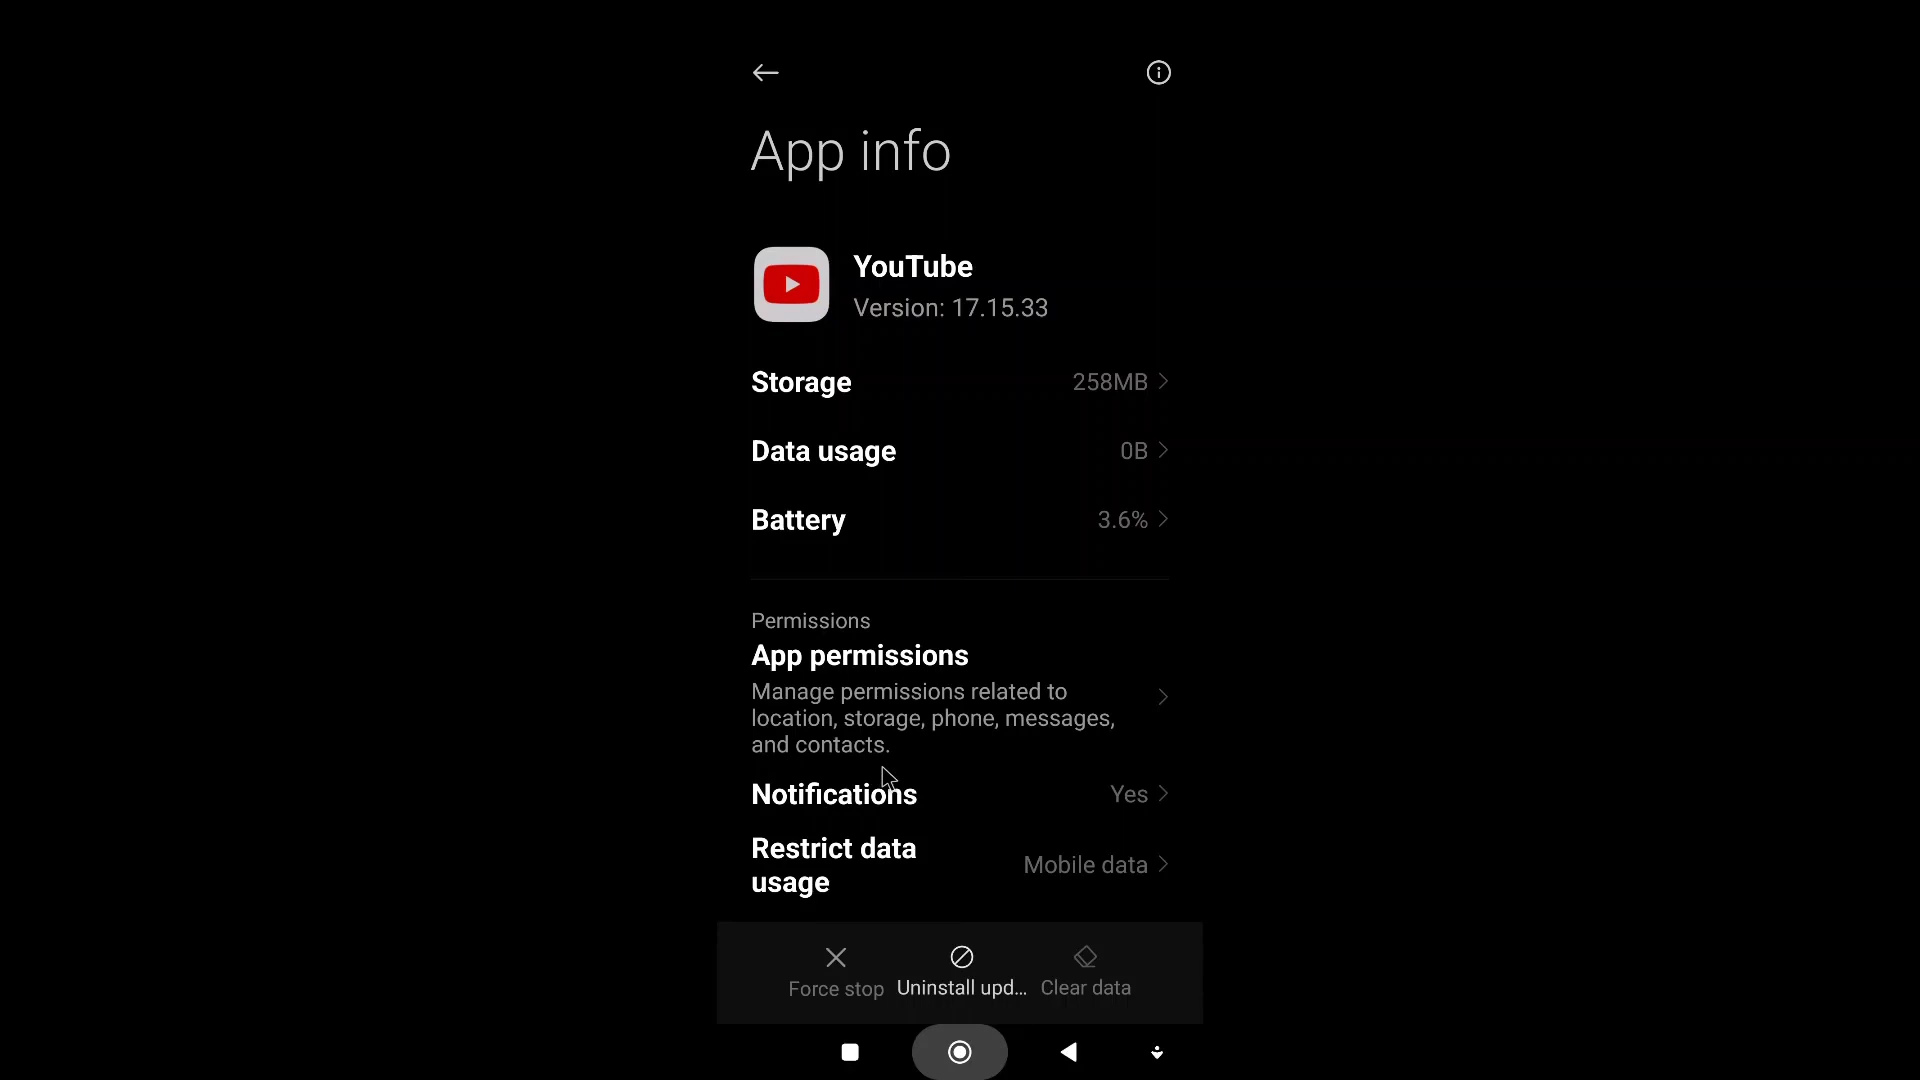 App info
YouTube
Version: 17.15.33
Storage 258MB
Data usage 0B
Battery 3.6%
Permissions
App permissions
Manage permissions related to
location, storage, phone, messages,
and contacts.
Notifications Yes
Restrict data
usage
Mobile data
Force stop Uninstall upd... Clear data